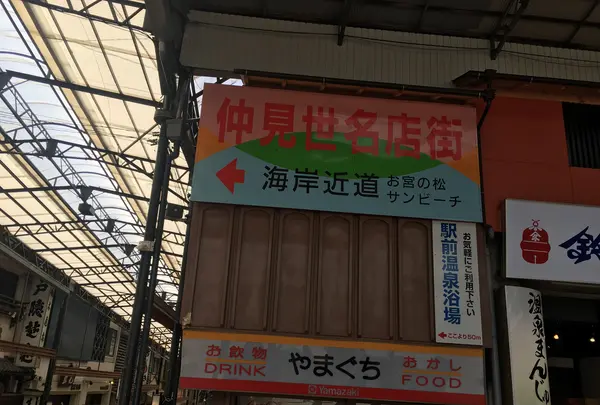 仲見世名店街
← 海岸近道
お宮の松
サンビーチ
お気軽にご利用下さい
駅前温泉浴場
←ここより50m
お飲物
DRINK
やまぐち
おかし
FOOD
Yamazaki
温泉まんじゅ